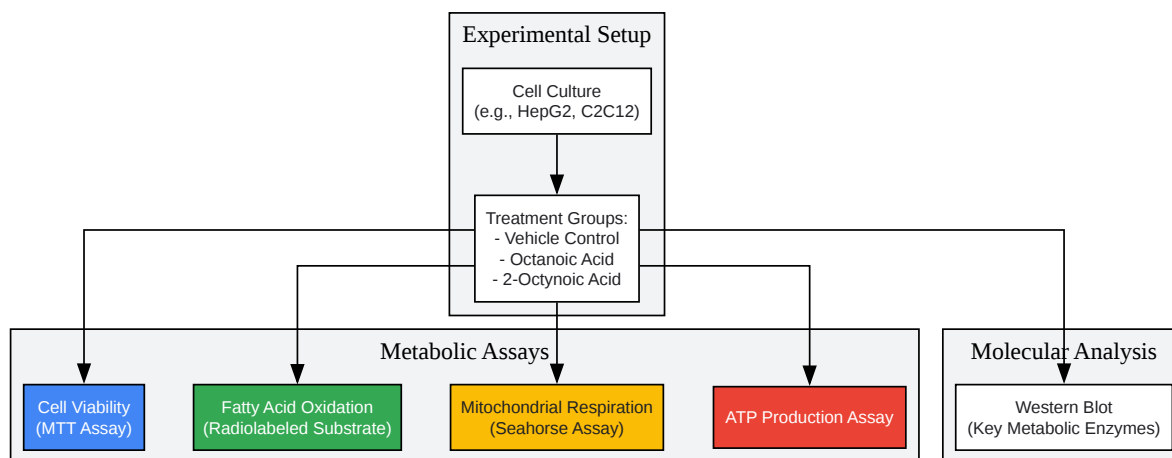 Experimental Setup
Cell Culture
(e.g., HepG2, C2C12)
Treatment Groups:
- Vehicle Control
- Octanoic Acid
- 2-Octynoic Acid
Metabolic Assays
Molecular Analysis
Cell Viability
(MTT Assay)
Fatty Acid Oxidation
(Radiolabeled Substrate)
Mitochondrial Respiration
(Seahorse Assay)
ATP Production Assay
Western Blot
(Key Metabolic Enzymes)